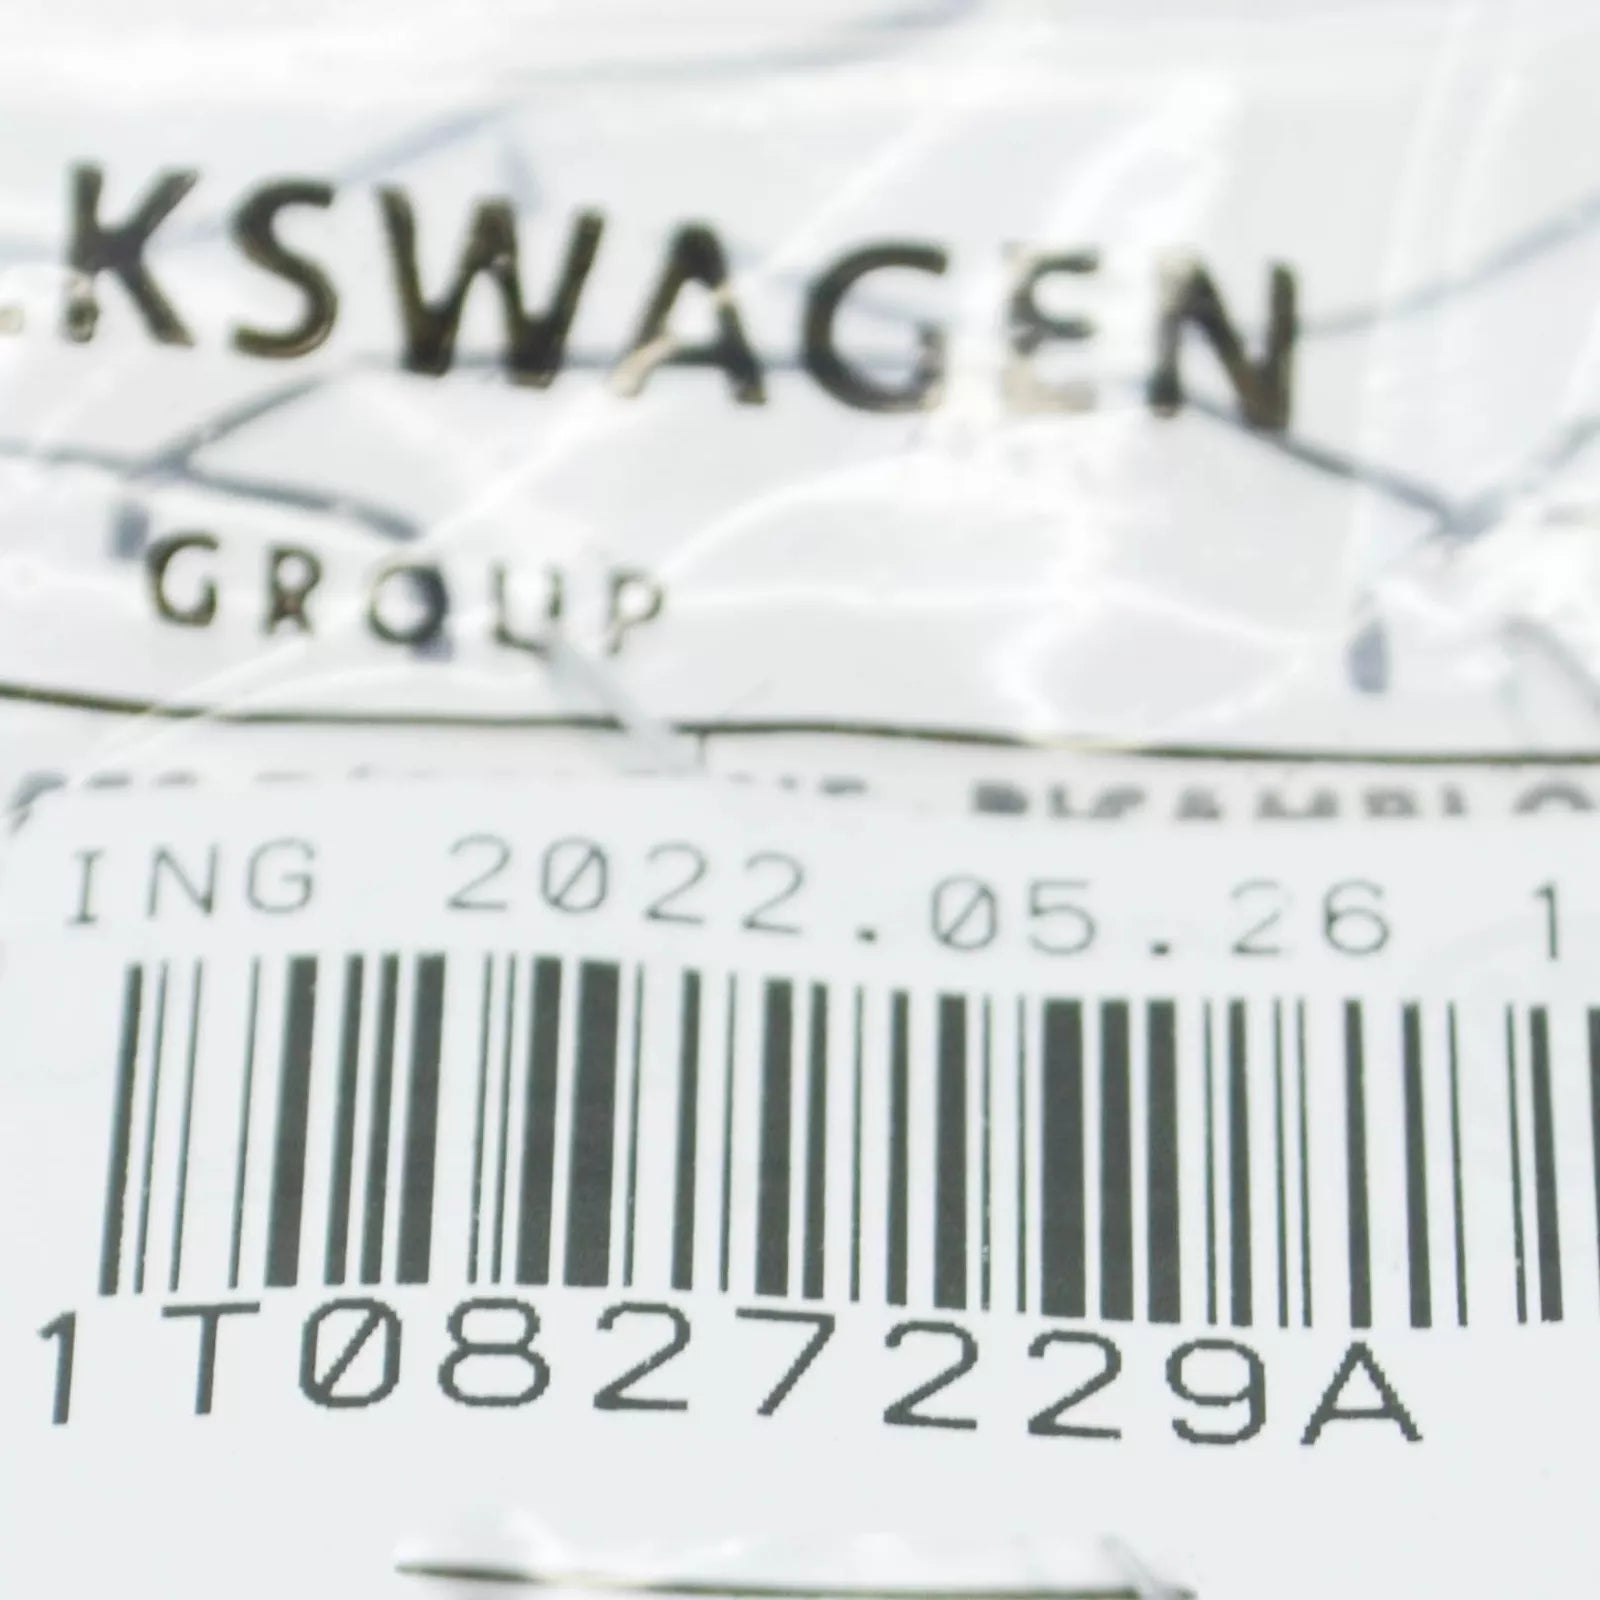 KSWAGEN
GROUP
ING 2022.05.26 1
1T0827229A